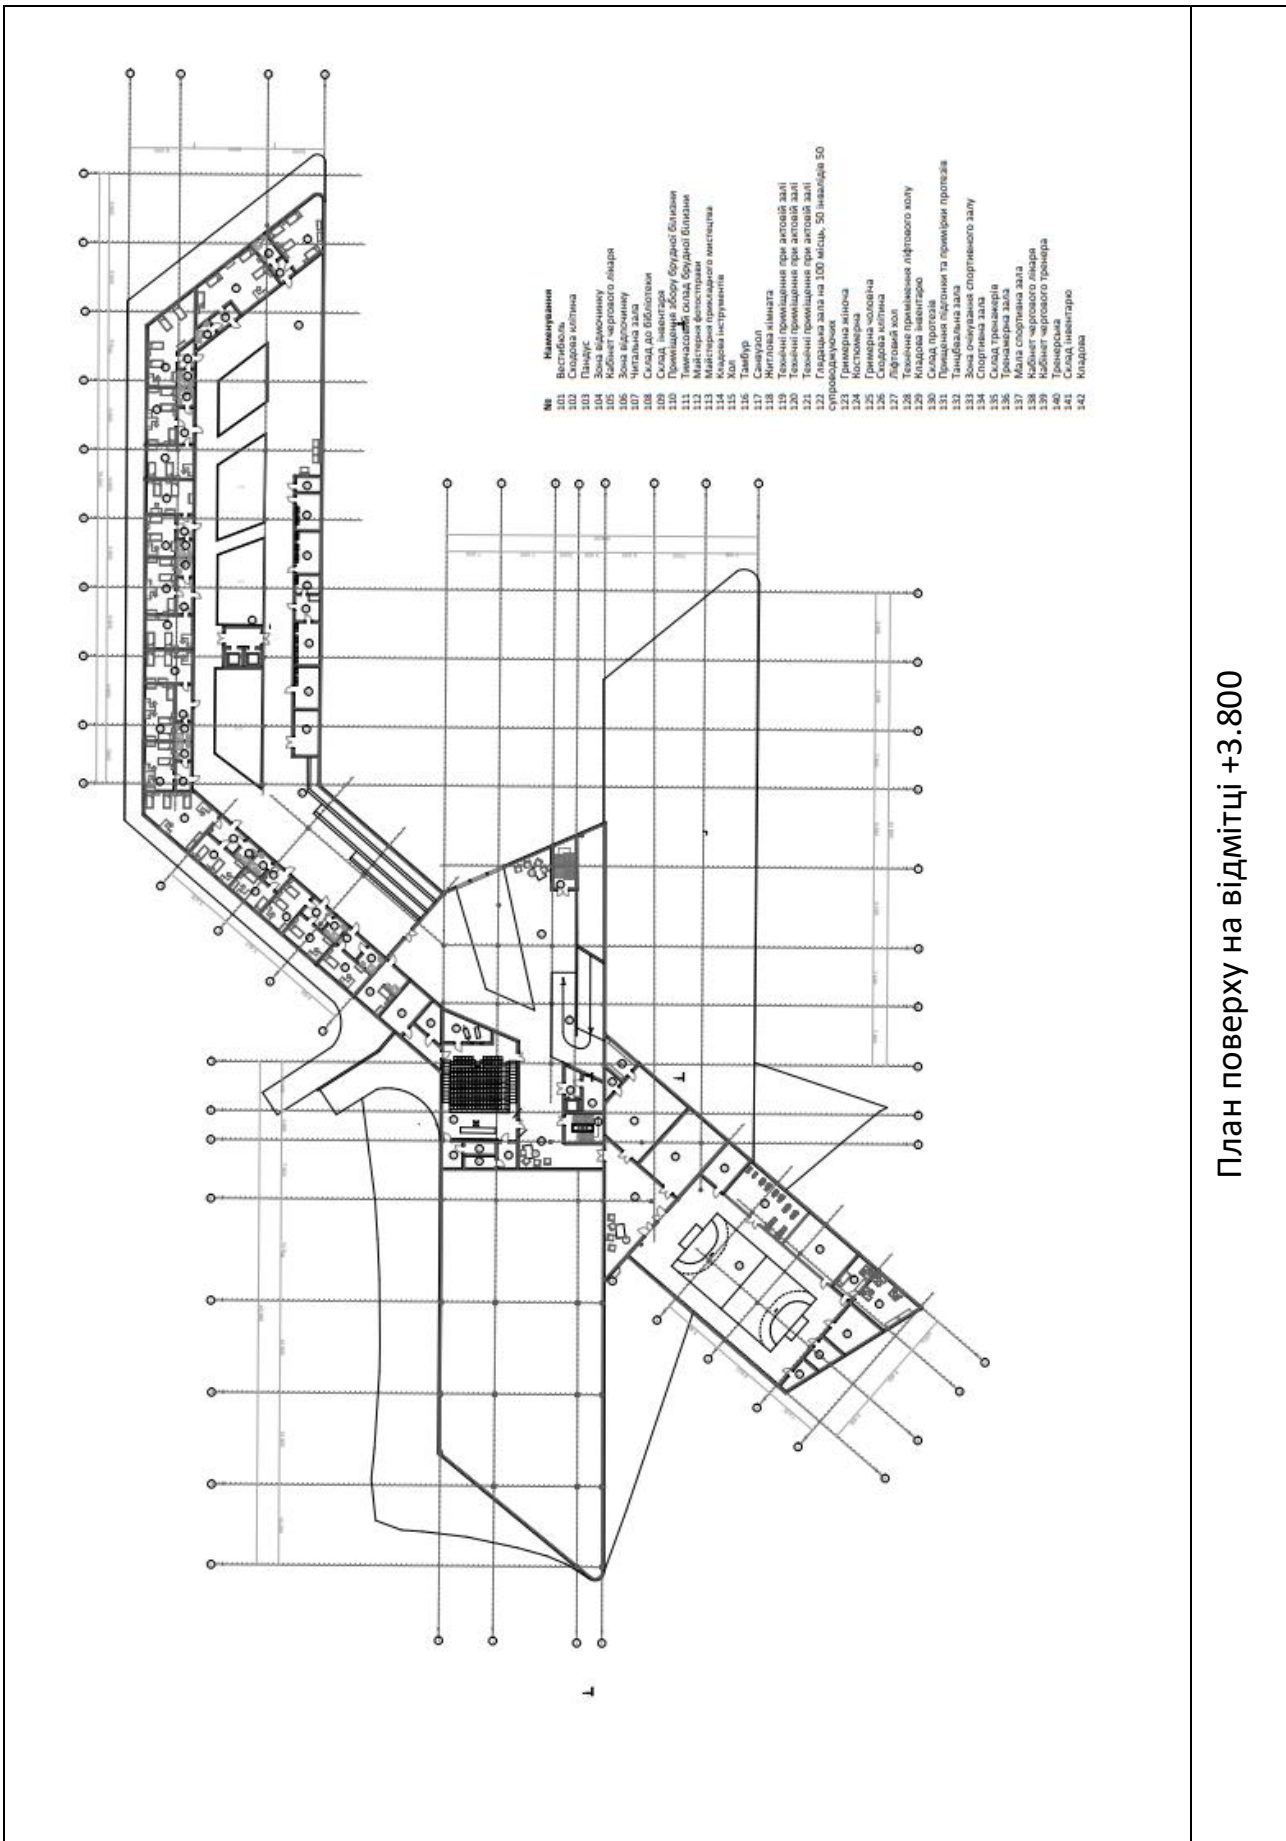 № Наменування
101 Вестибюль
102 Сходова клітина
103 Пандус
104 Зона відмочинку
105 Кабінет чергового лікаря
106 Зона відпочинку
107 Читальна зала
108 Склад до бібліотеки
109 Склад інвентаря
110 Приміщення збору брудної білизни
111 Тимчасовий склад брудної білизни
112 Майстерня фотосправи
113 Майстерня прикладного мистецтва
114 Кладова інструментів
115 Хол
116 Тамбур
117 Санвузол
118 Житлова кімната
119 Технічні приміщення при актовій залі
120 Технічні приміщення при актовій залі
121 Технічні приміщення при актовій залі
122 Глядацька зала на 100 місць, 50 інвалідів 50
супроводжуючих
123 Гримерна жіноча
124 Костюмерна
125 Гримерна чоловіча
126 Сходова клітина
127 Ліфтовий хол
128 Технічне приміження ліфтового холу
129 Кладова інвентарю
130 Склад протезів
131 Прищення підгонки та примірки протезів
132 Танцбвальна зала
133 Зона очікування спортивного залу
134 Спортивна зала
135 Склад тренажерів
136 Тренажерна зала
137 Мала спортивна зала
138 Кабінет чергового лікаря
139 Кабінет чергового тренера
140 Тренерська
141 Склад інвентарю
142 Кладова
План поверху на відмітці +3.800